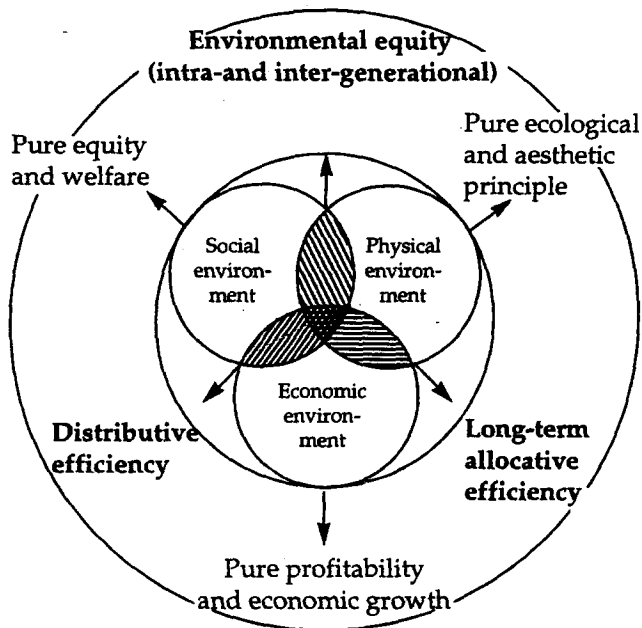 Environmental equity
(intra-and inter-generational)
Pure equity
and welfare
Pure ecological
and aesthetic
principle
Social
environ-
ment
Physical
environ-
ment
Economic
environ-
ment
Distributive
efficiency
Long-term
allocative
efficiency
Pure profitability
and economic growth